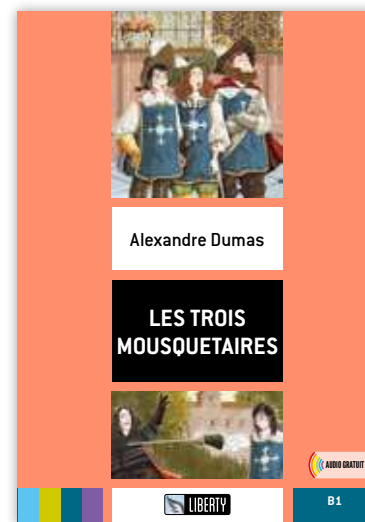 Alexandre Dumas
LES TROIS
MOUSQUETAIRES
AUDIO GRATUIT
LIBERTY
B1